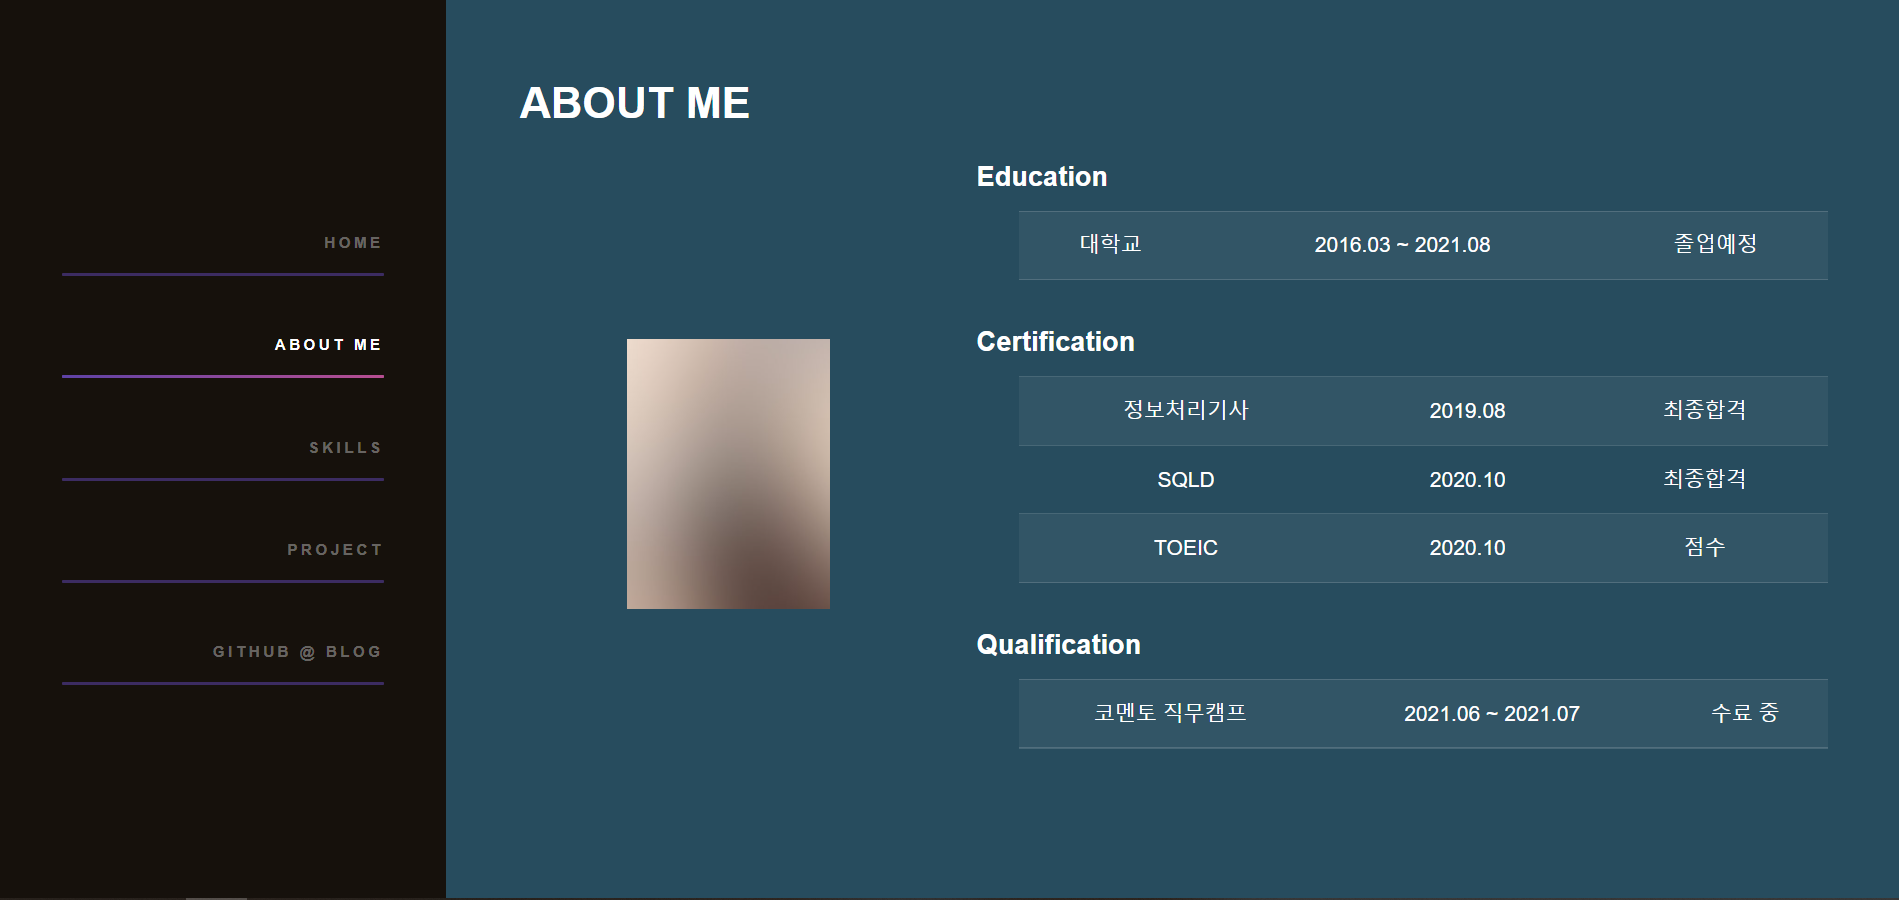 HOME
ABOUT ME
SKILLS
PROJECT
GITHUB @ BLOG
ABOUT ME
Education
대학교 2016.03 ~ 2021.08 졸업예정
Certification
정보처리기사 2019.08 최종합격
SQLD 2020.10 최종합격
TOEIC 2020.10 점수
Qualification
코멘토 직무캠프 2021.06 ~ 2021.07 수료 중